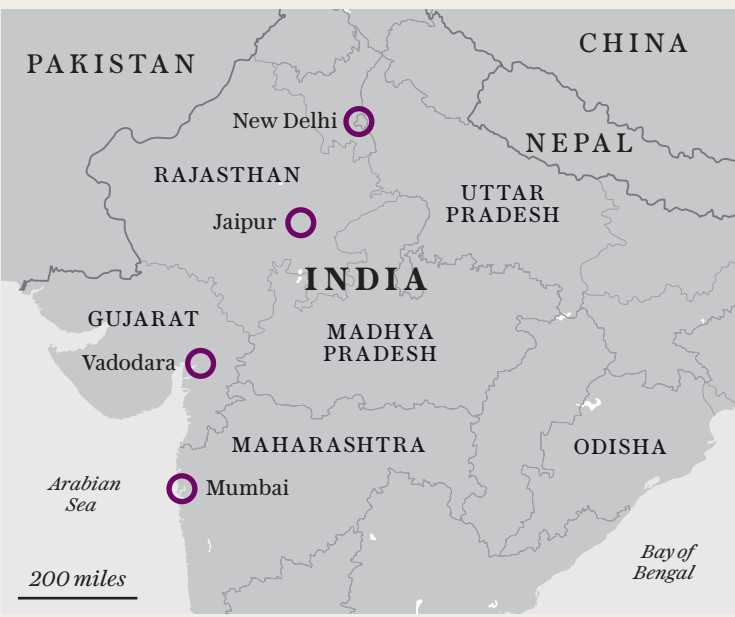 CHINA
PAKISTAN
New Delhi
NEPAL
RAJASTHAN
UTTAR
PRADESH
Jaipur
INDIA
GUJARAT
MADHYA
PRADESH
Vadodara
MAHARASHTRA
ODISHA
Arabian
Sea
Mumbai
Bay of
Bengal
200 miles